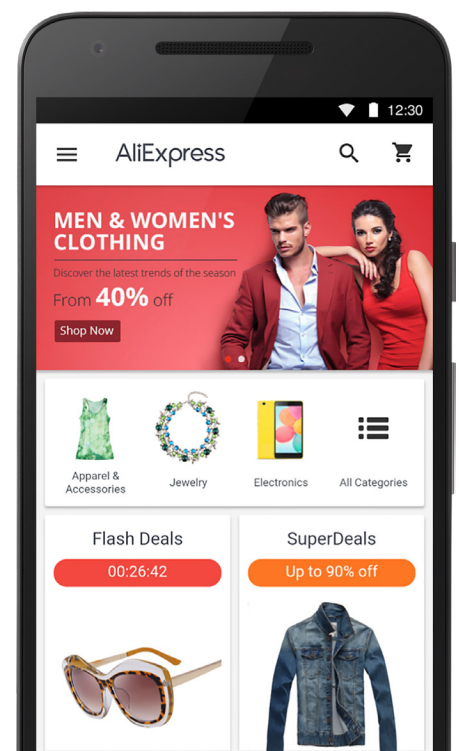 12:30
AliExpress
MEN & WOMEN'S
CLOTHING
Discover the latest trends of the season
From 40% off
Shop Now
Apparel &
Accessories
Jewelry
Electronics
All Categories
Flash Deals
SuperDeals
00:26:42
Up to 90% off